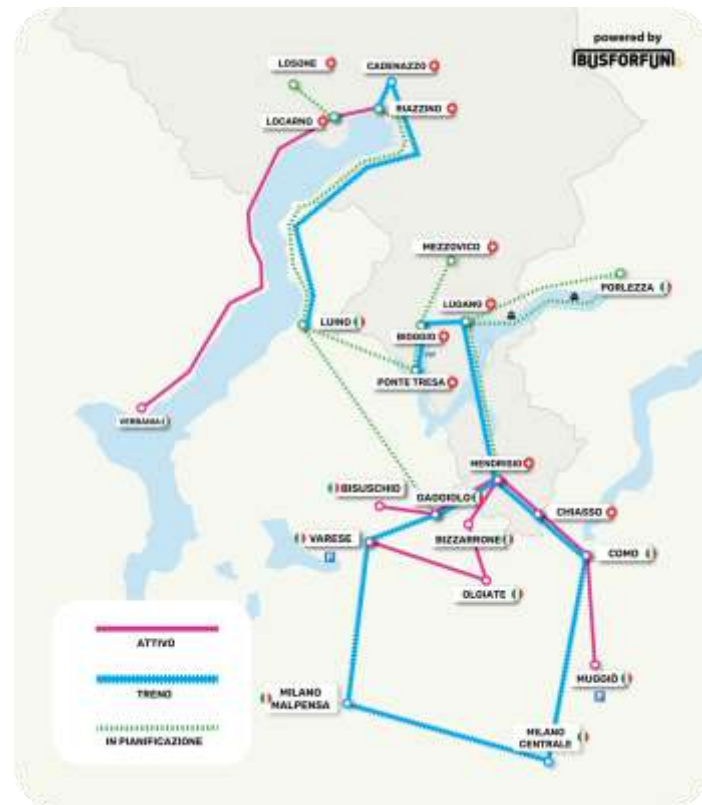 powered by
BUSFORFUN
LOSONE
CADENAZZO
LOCARNO
RIAZZINO
MEZZOVICO
LUGANO
PORLEZZA
LUINO
BIOGGIO
PONTE TRESA
VERBANIA
MENDRISIO
BISUSCHIO
GAGGIOLO
CHIASSO
VARESE
BIZZARRONE
COMO
P
OLGIATE
MUGGIÒ
P
MILANO
MALPENSA
MILANO
CENTRALE
ATTIVO
TRENO
IN PIANIFICAZIONE